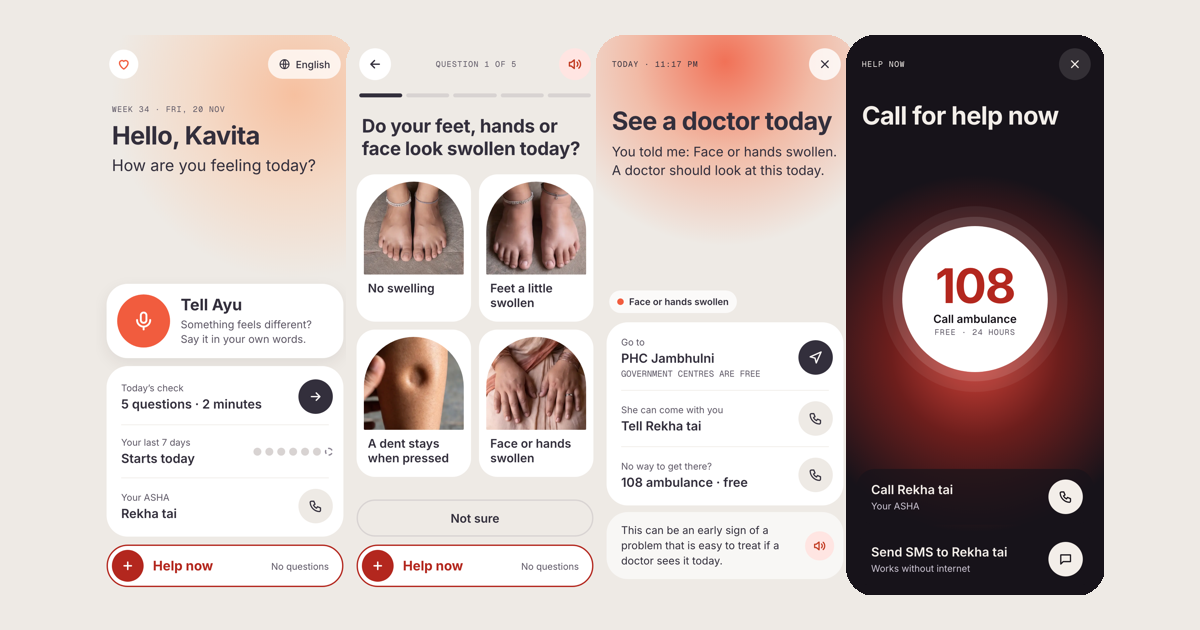 English
WEEK 34 · FRI, 20 NOV
Hello, Kavita
How are you feeling today?
Tell Ayu
Something feels different?
Say it in your own words.
Today's check
5 questions · 2 minutes
Your last 7 days
Starts today
Your ASHA
Rekha tai
Help now
No questions
QUESTION 1 OF 5
Do your feet, hands or
face look swollen today?
No swelling
Feet a little
swollen
A dent stays
when pressed
Face or hands
swollen
Not sure
Help now
No questions
TODAY · 11:17 PM
See a doctor today
You told me: Face or hands swollen.
A doctor should look at this today.
Face or hands swollen
Go to
PHC Jambhulni
GOVERNMENT CENTRES ARE FREE
She can come with you
Tell Rekha tai
No way to get there?
108 ambulance · free
This can be an early sign of a
problem that is easy to treat if a
doctor sees it today.
HELP NOW
Call for help now
108
Call ambulance
FREE · 24 HOURS
Call Rekha tai
Your ASHA
Send SMS to Rekha tai
Works without internet